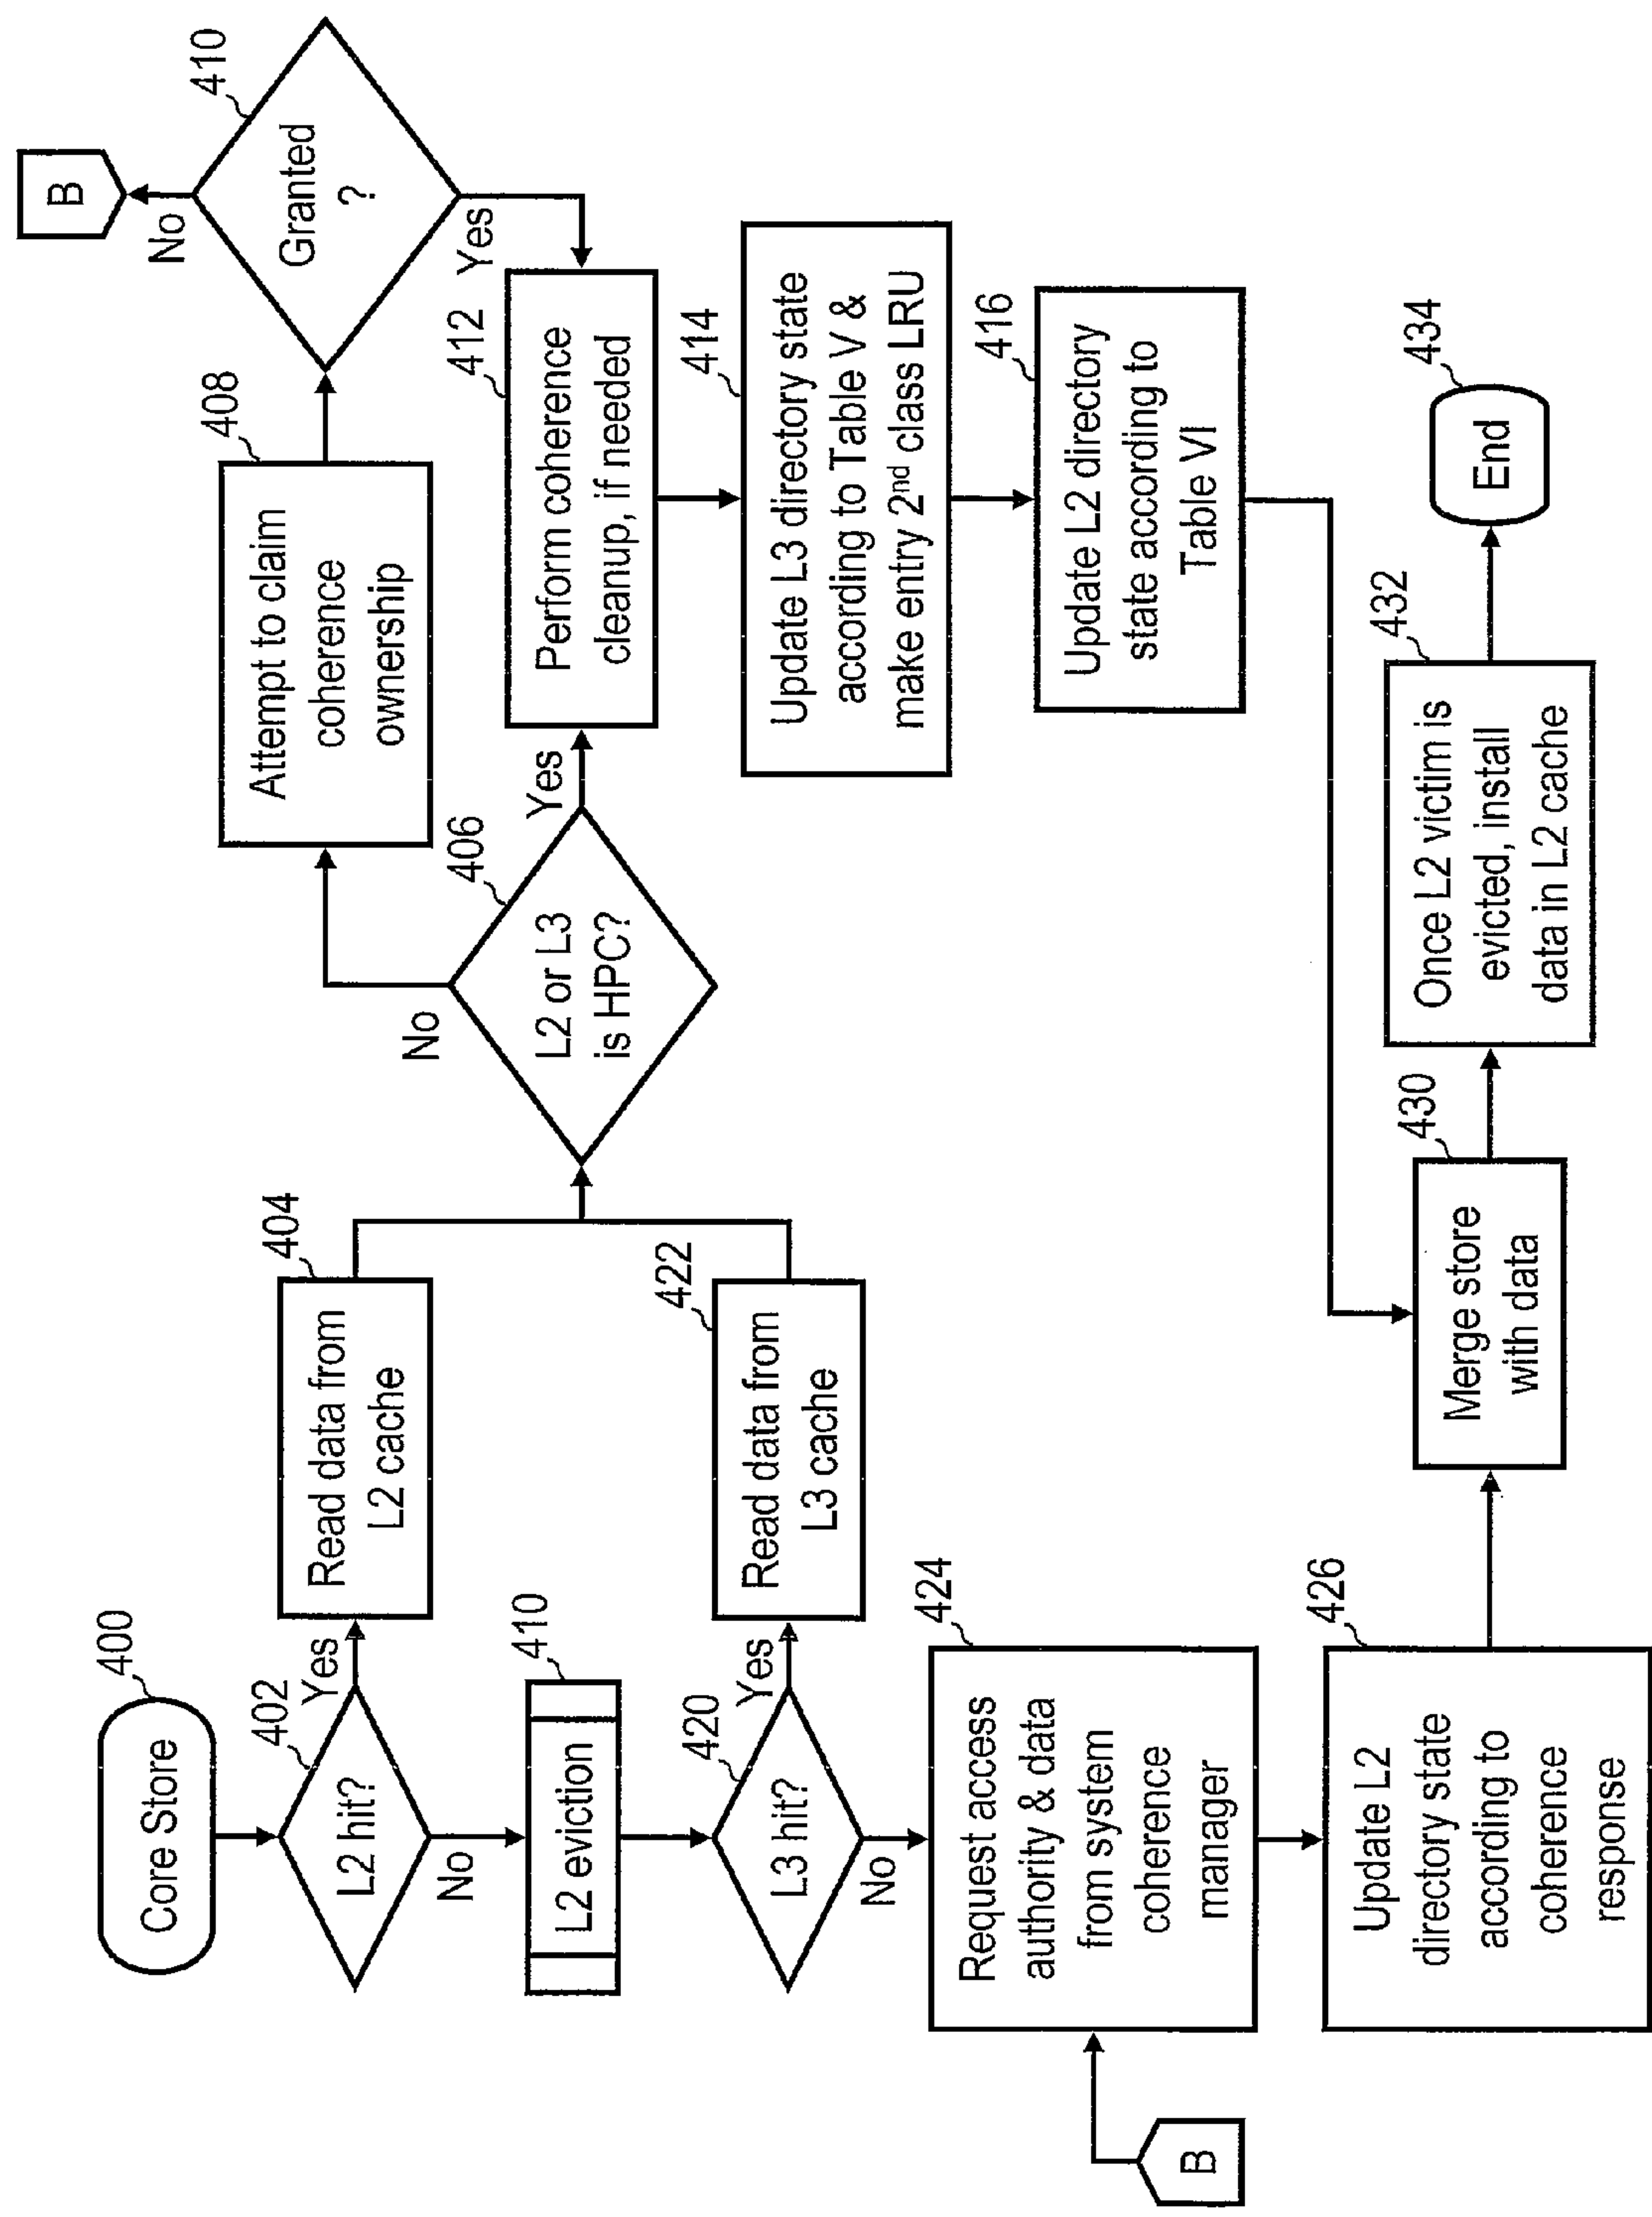 400
Core Store
402
L2 hit?
Yes
No
404
Read data from
L2 cache
410
L2 eviction
420
L3 hit?
Yes
No
422
Read data from
L3 cache
424
Request access
authority & data
from system
coherence
manager
B
426
Update L2
directory state
according to
coherence
response
406
L2 or L3
is HPC?
No
Yes
408
Attempt to claim
coherence
ownership
410
Granted
?
No
B
Yes
412
Perform coherence
cleanup, if needed
414
Update L3 directory state
according to Table V &
make entry 2nd class LRU
416
Update L2 directory
state according to
Table VI
430
Merge store
with data
432
Once L2 victim is
evicted, install
data in L2 cache
434
End